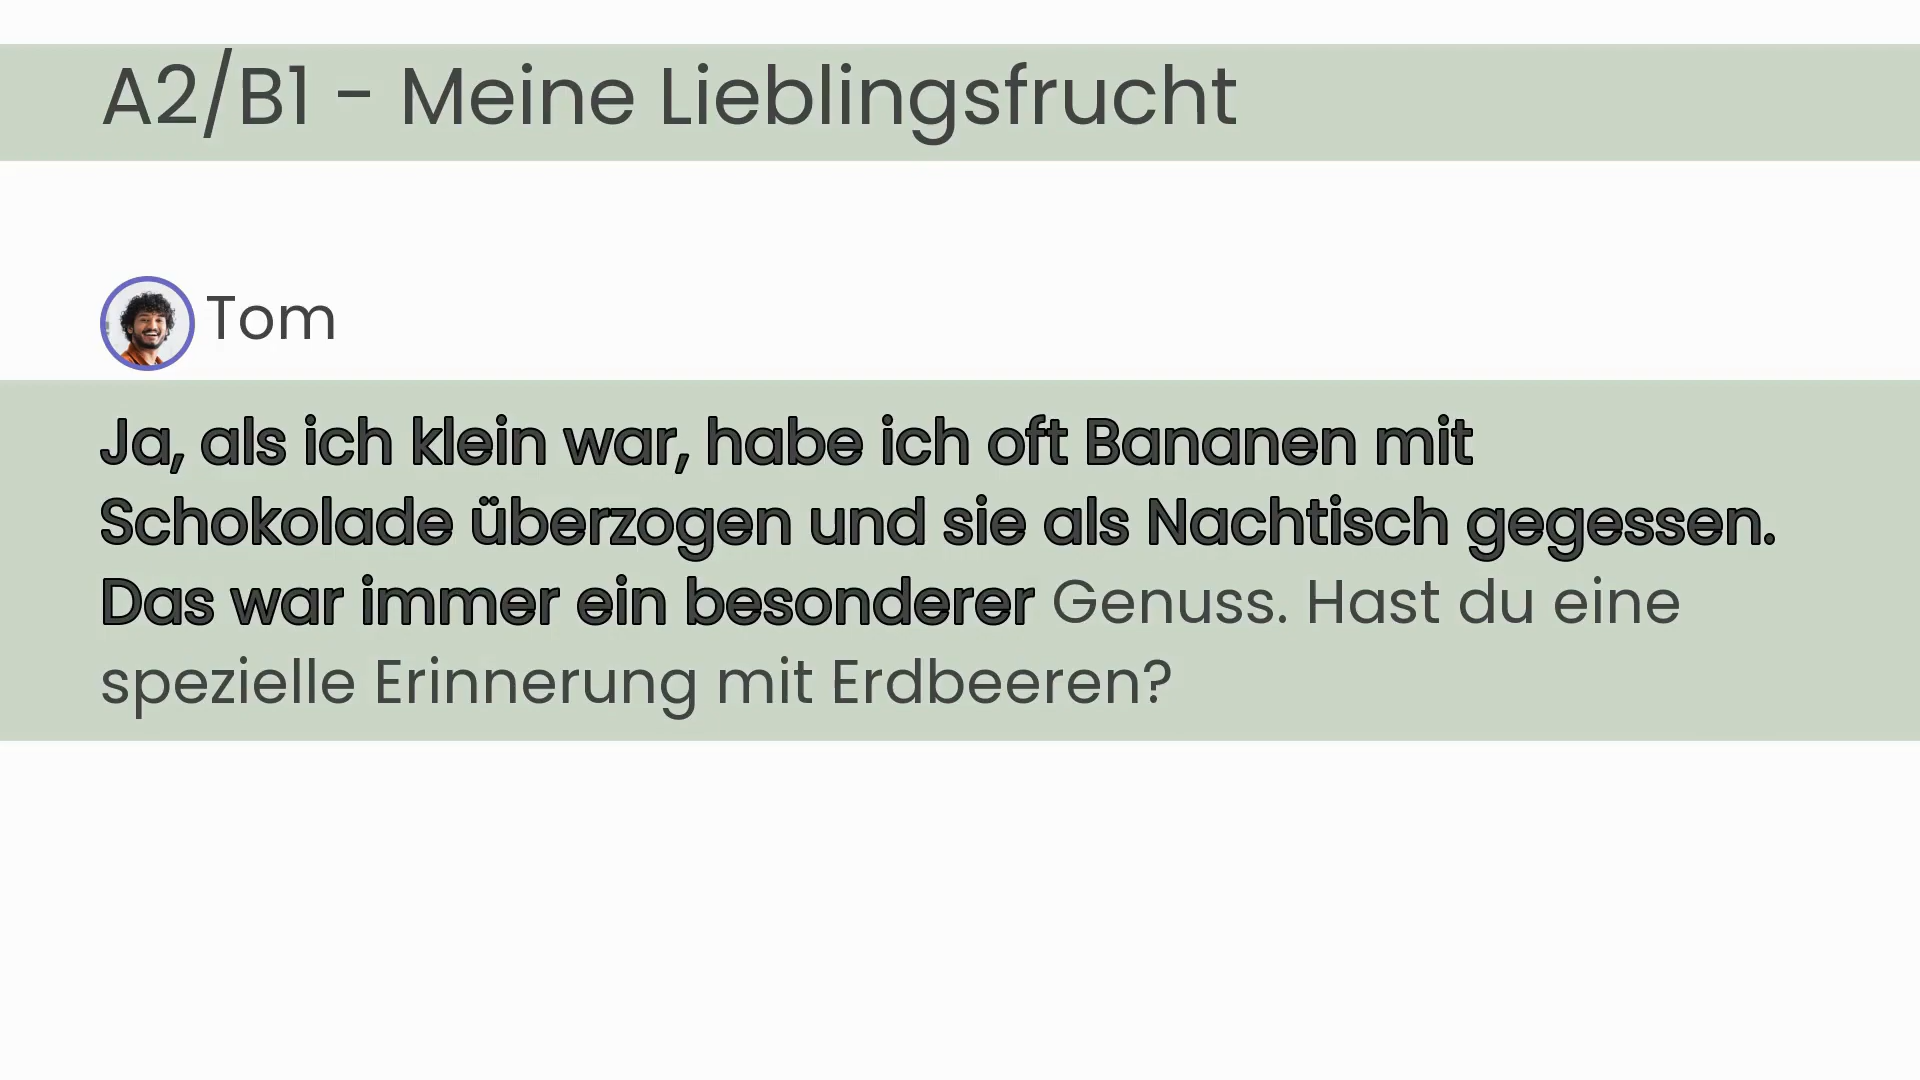 A2/B1 - Meine Lieblingsfrucht
Tom
Ja, als ich klein war, habe ich oft Bananen mit
Schokolade überzogen und sie als Nachtisch gegessen.
Das war immer ein besonderer Genuss. Hast du eine
spezielle Erinnerung mit Erdbeeren?